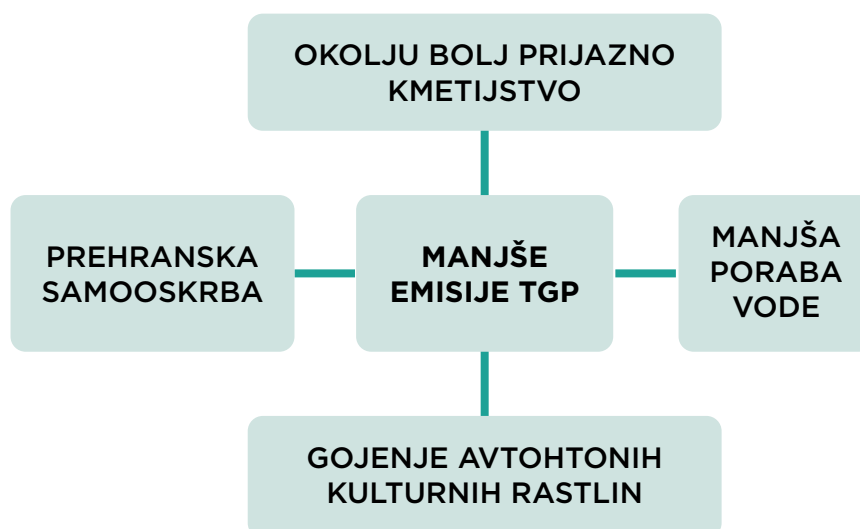 OKOLJU BOLJ PRIJAZNO
KMETIJSTVO
PREHRANSKA
SAMOOSKRBA
MANJŠE
EMISIJE TGP
MANJŠA
PORABA
VODE
GOJENJE AVTOHTONIH
KULTURNIH RASTLIN